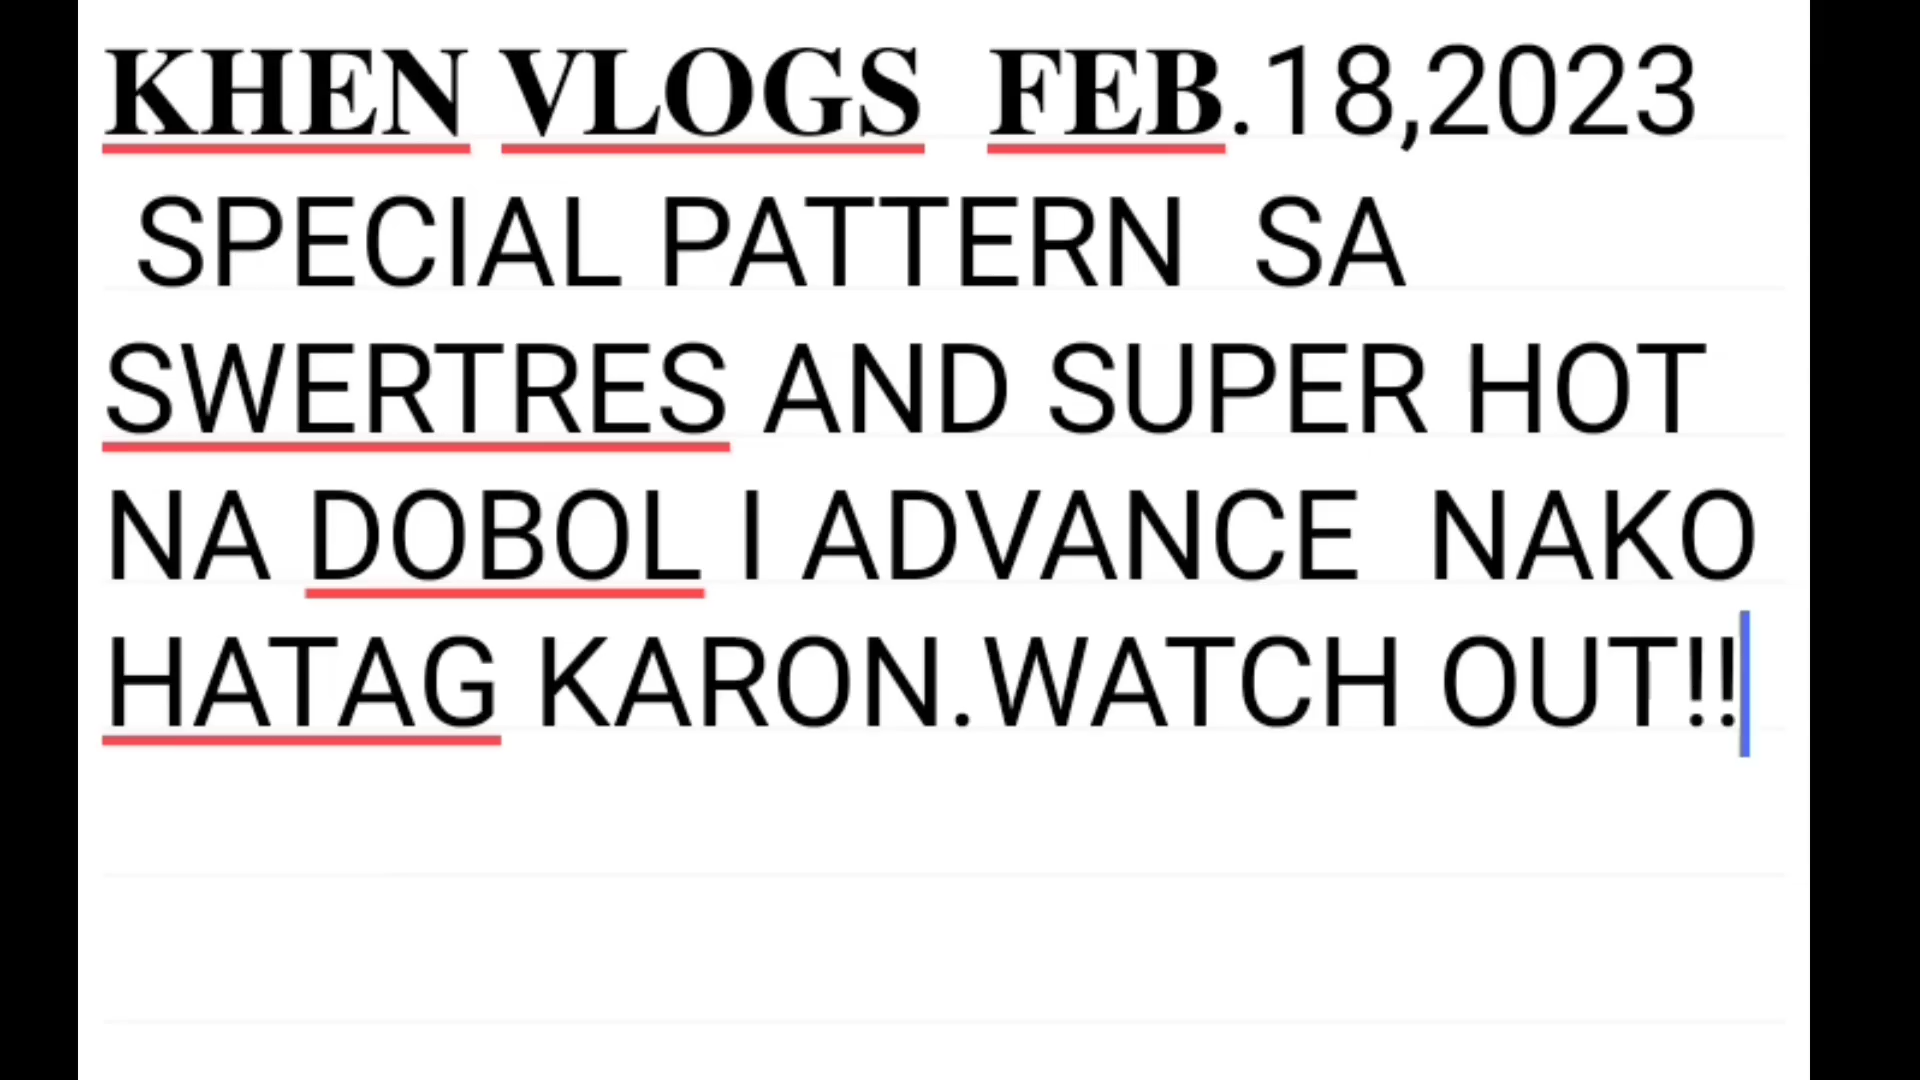 KHEN VLOGS  FEB.18,2023
SPECIAL PATTERN  SA
SWERTRES AND SUPER HOT
NA DOBOL I ADVANCE  NAKO
HATAG KARON.WATCH OUT!!